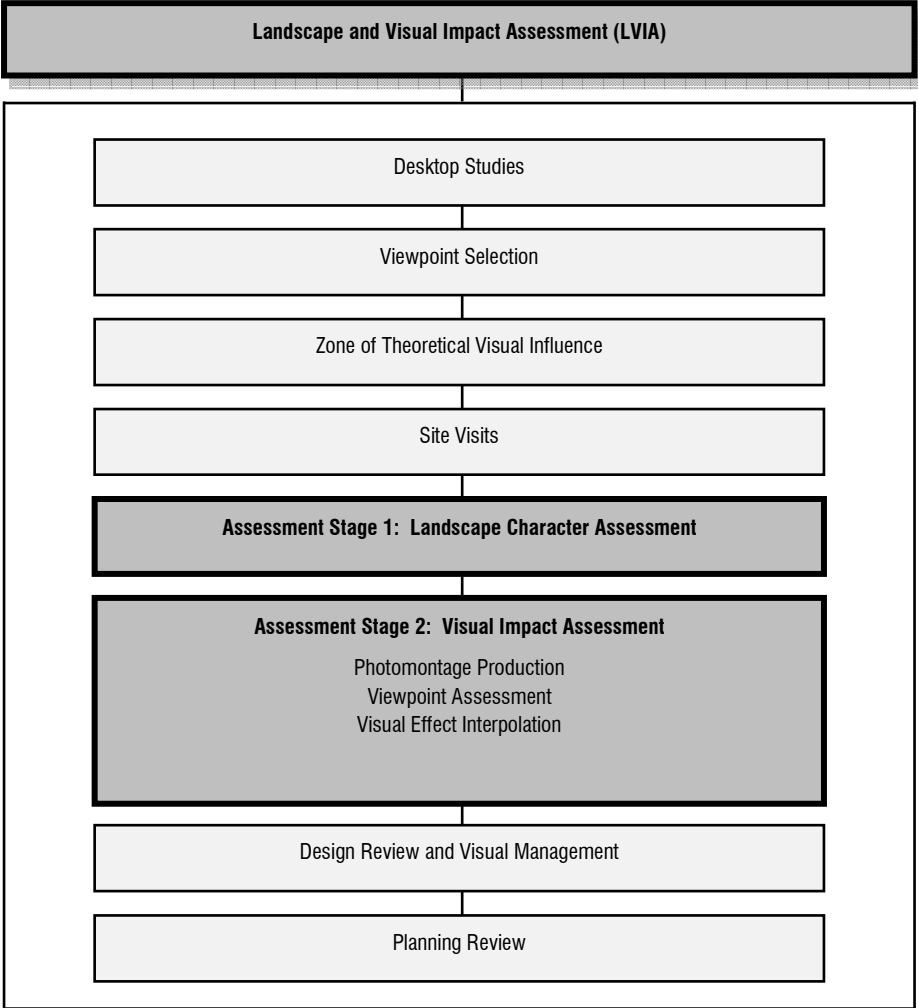 Landscape and Visual Impact Assessment (LVIA)
Desktop Studies
Viewpoint Selection
Zone of Theoretical Visual Influence
Site Visits
Assessment Stage 1: Landscape Character Assessment
Assessment Stage 2: Visual Impact Assessment
Photomontage Production
Viewpoint Assessment
Visual Effect Interpolation
Design Review and Visual Management
Planning Review